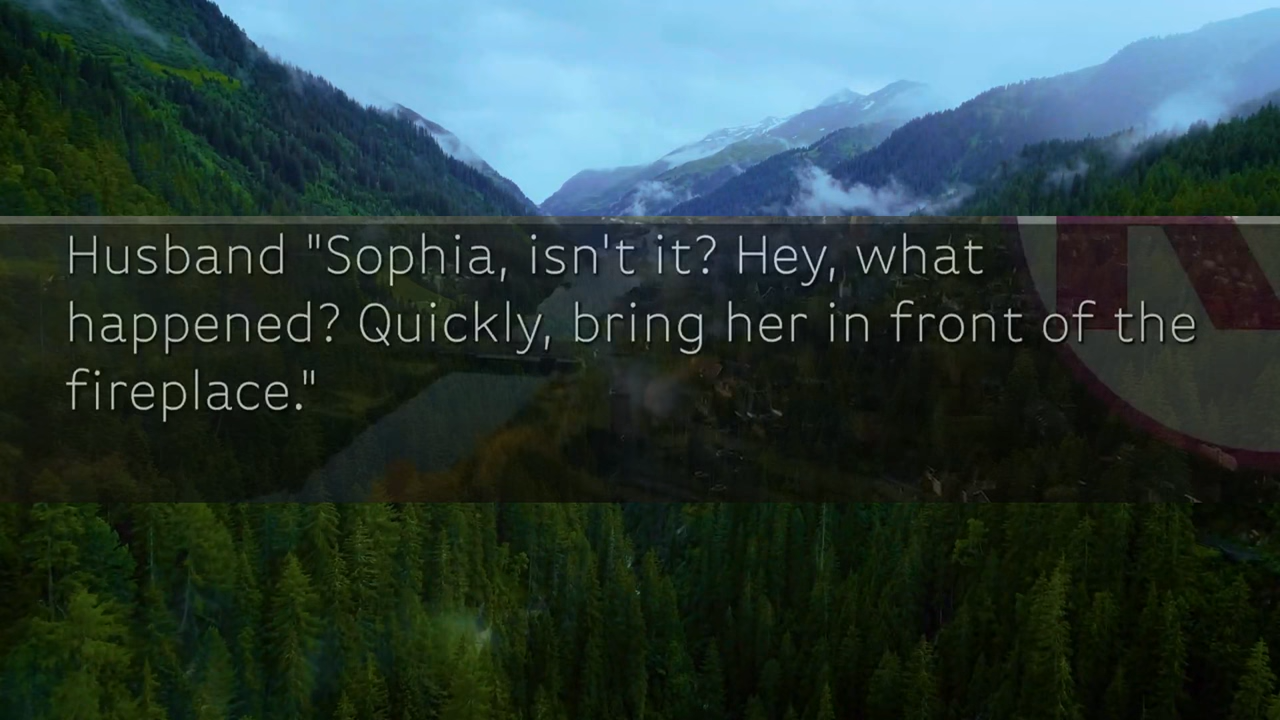 Husband "Sophia, isn't it? Hey, what
happened? Quickly, bring her in front of the
fireplace."